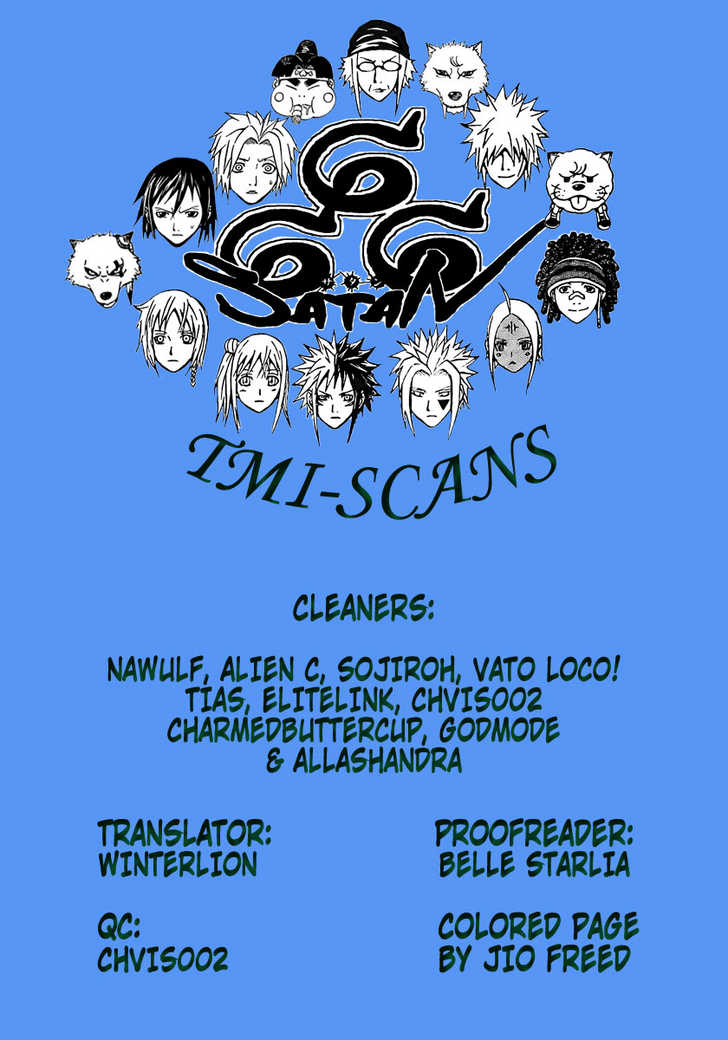 666
SATAN
TMI-SCANS
CLEANERS:
NAWULF, ALIEN C, SOJIROH, VATO LOCO!
TIAS, ELITELINK, CHVIS002
CHARMEDBUTTERCUP, GODMODE
& ALLASHANDRA
TRANSLATOR:
WINTERLION
PROOFREADER:
BELLE STARLIA
QC:
CHVIS002
COLORED PAGE
BY JIO FREED